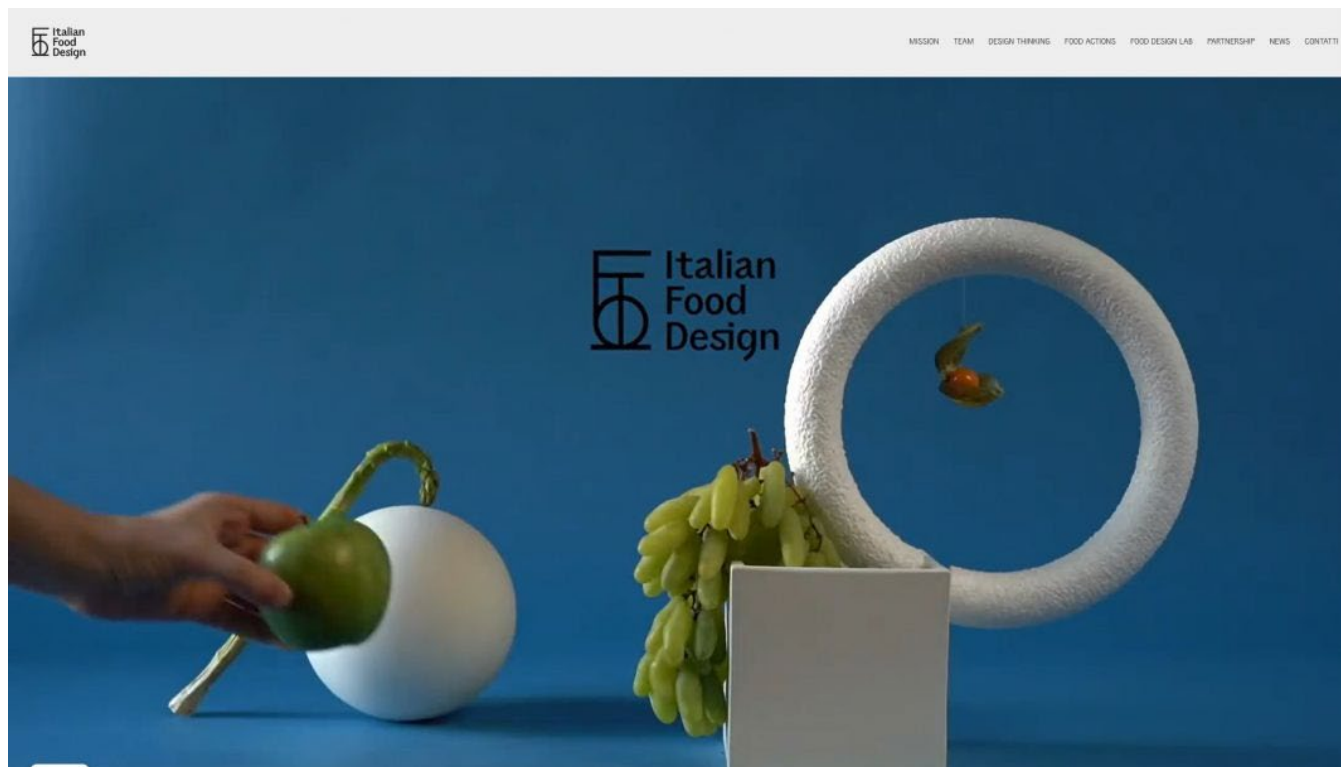 Italian
Food
Design
MISSION TEAM DESIGN THINKING FOOD ACTIONS FOOD DESIGN LAB PARTNERSHIP NEWS CONTATTI
Italian
Food
Design